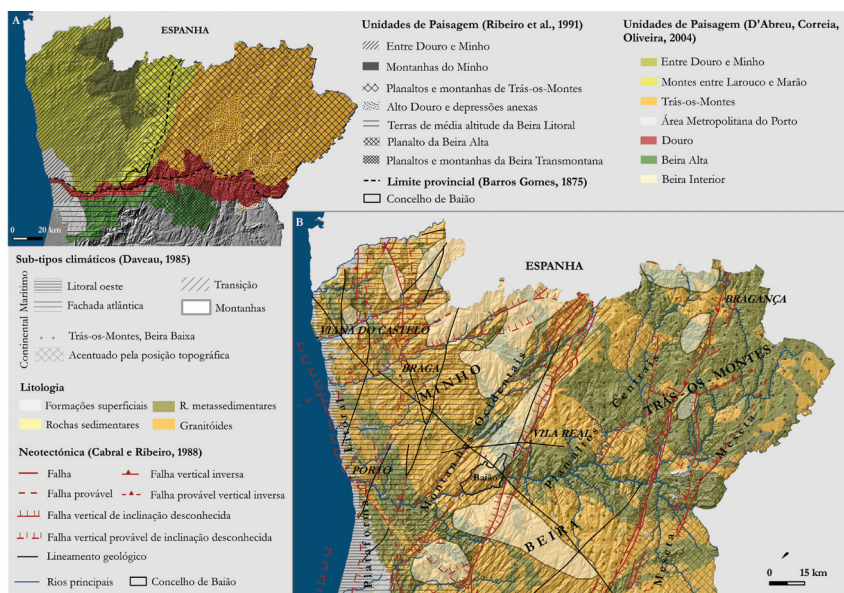 A
ESPANHA
0 20 km
Unidades de Paisagem (Ribeiro et al., 1991)
Entre Douro e Minho
Montanhas do Minho
Planaltos e montanhas de Trás-os-Montes
Alto Douro e depressões anexas
Terras de média altitude da Beira Litoral
Planalto da Beira Alta
Planaltos e montanhas da Beira Transmontana
Limite provincial (Barros Gomes, 1875)
Concelho de Baião
Unidades de Paisagem (D'Abreu, Correia,
Oliveira, 2004)
Entre Douro e Minho
Montes entre Larouco e Marão
Trás-os-Montes
Área Metropolitana do Porto
Douro
Beira Alta
Beira Interior
Sub-tipos climáticos (Daveau, 1985)
Continental Marítimo
Litoral oeste
Fachada atlântica
Transição
Montanhas
Trás-os-Montes, Beira Baixa
Acentuado pela posição topográfica
Litologia
Formações superficiais
R. metassedimentares
Rochas sedimentares
Granitóides
Neotectónica (Cabral e Ribeiro, 1988)
Falha
Falha vertical inversa
Falha provável
Falha provável vertical inversa
Falha vertical de inclinação desconhecida
Falha vertical provável de inclinação desconhecida
Lineamento geológico
Rios principais
Concelho de Baião
B
ESPANHA
BRAGANÇA
VIANA DO CASTELO
BRAGA
MINHO
TRÁS-OS-MONTES
VILA REAL
PORTO
Baião
BEIRA
Plataforma Litoral
Montanhas Ocidentais
Planaltos Centrais
Meseta
Meseta
0 15 km